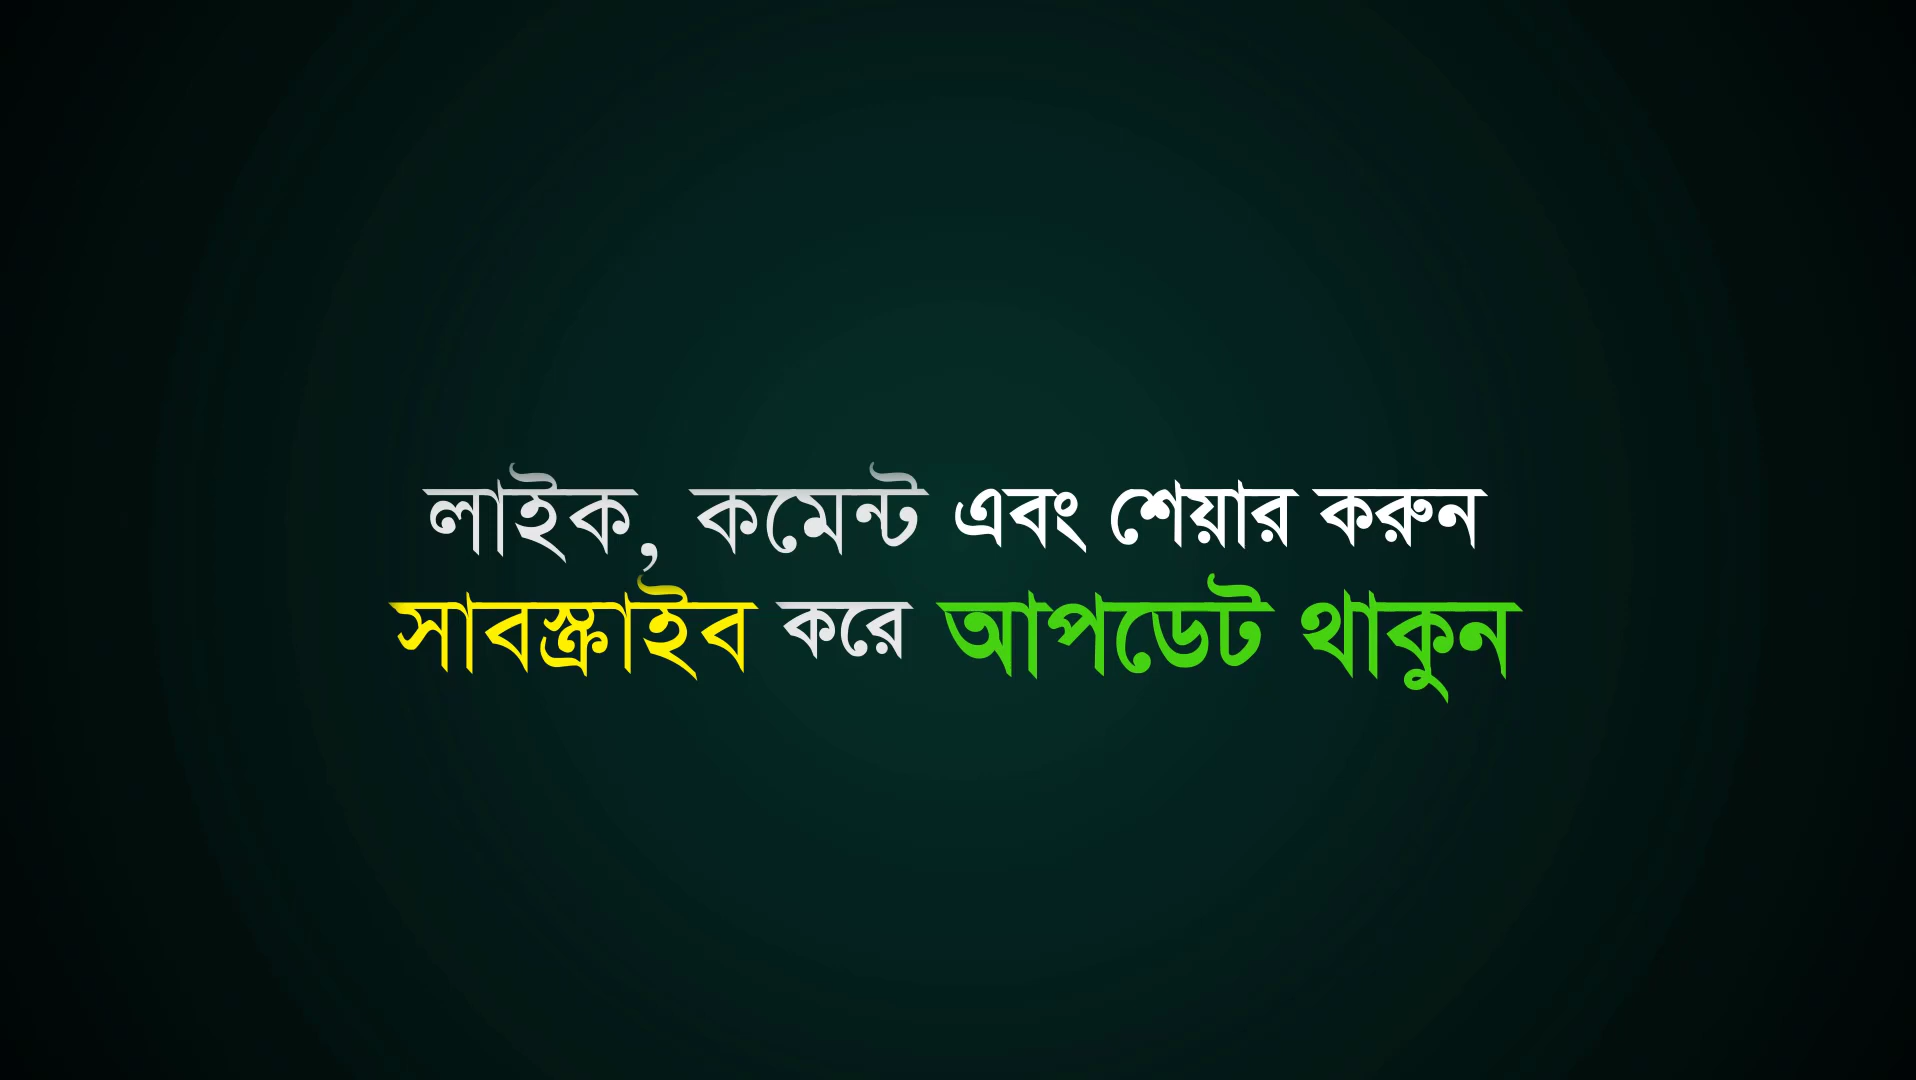 লাইক, কমেন্ট এবং শেয়ার করুন
সাবস্ক্রাইব করে আপডেট থাকুন